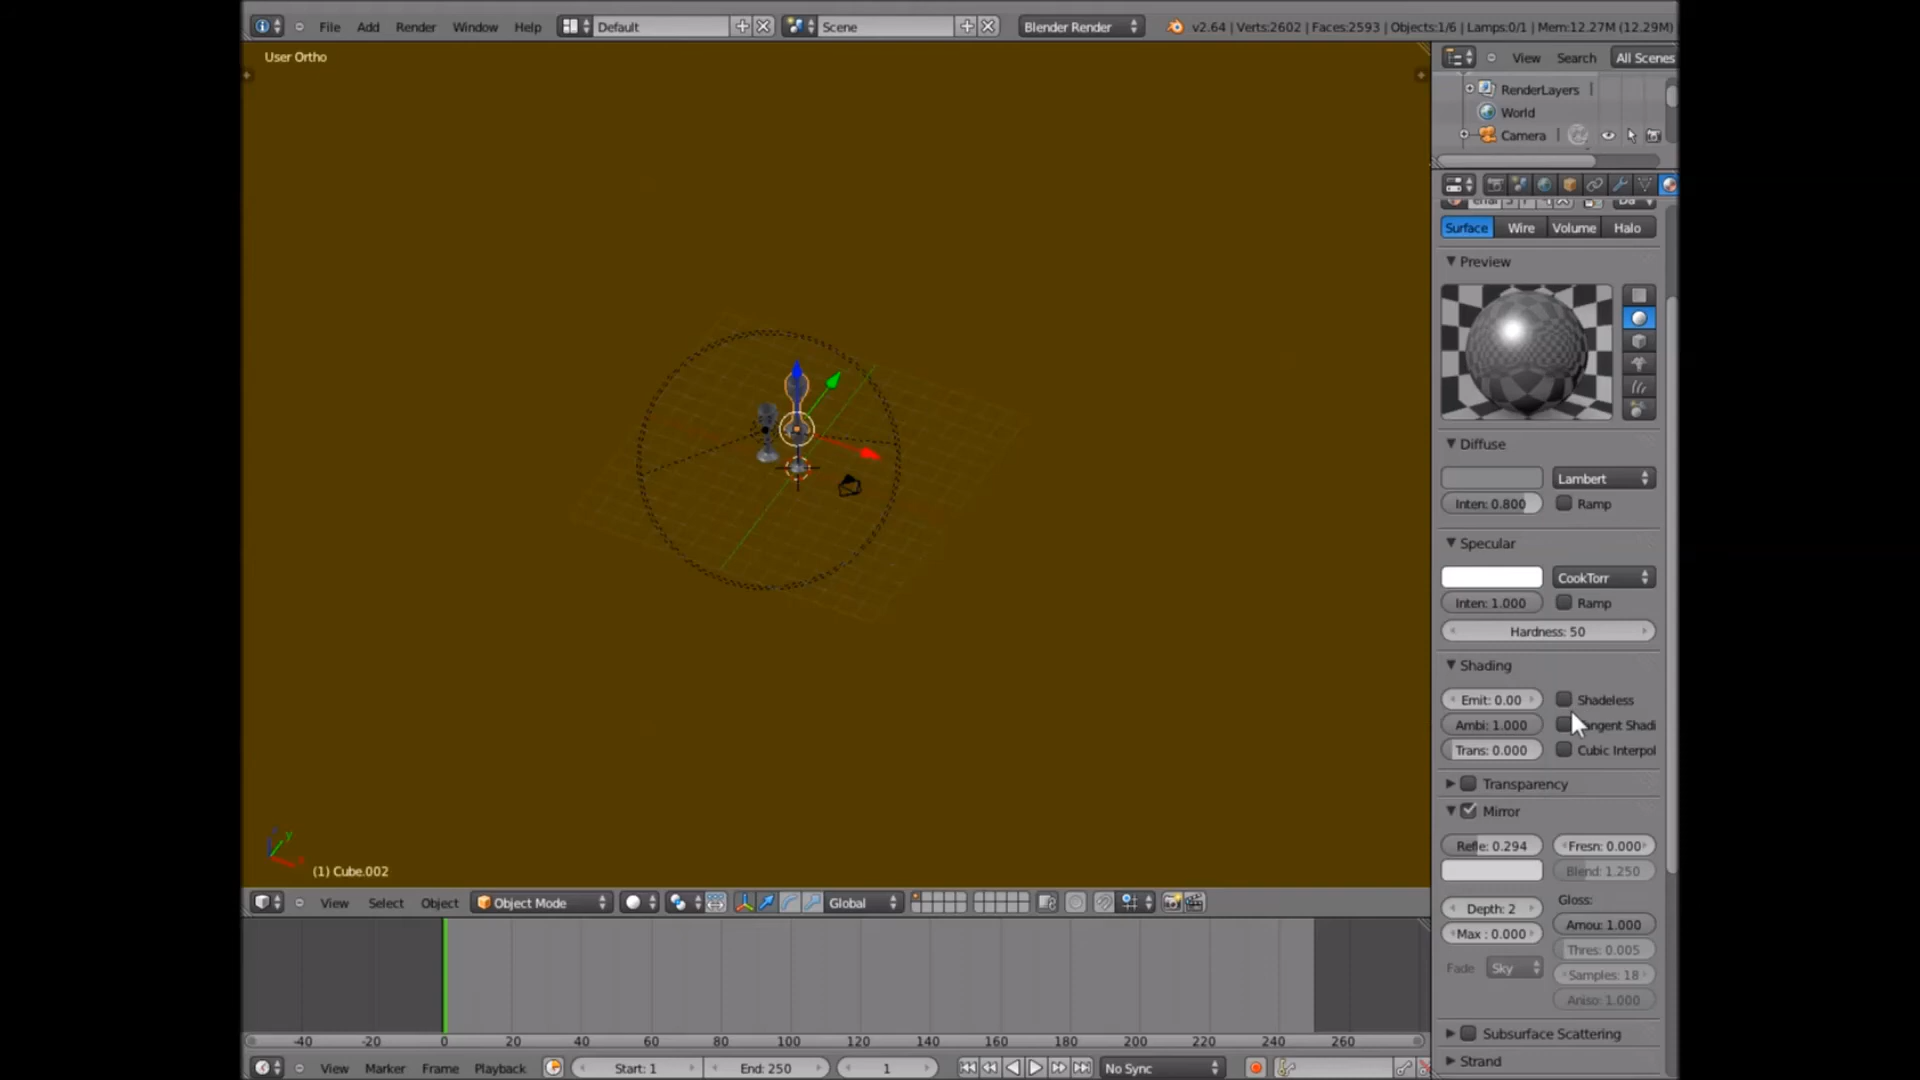 File Add Render Window Help Default Scene Blender Render v2.64 | Verts:2602 | Faces:2593 | Objects:1/6 | Lamps:0/1 | Mem:12.27M (12.29M)
User Ortho
View Search All Scenes
RenderLayers
World
Camera
Surface Wire Volume Halo
Preview
Diffuse
Lambert
Inten: 0.800 Ramp
Specular
CookTorr
Inten: 1.000 Ramp
Hardness: 50
Shading
Emit: 0.00 Shadeless
Ambi: 1.000 angent Shadi
Trans: 0.000 Cubic Interpol
Transparency
Mirror
Refle: 0.294 Fresn: 0.000
Blend: 1.250
Depth: 2 Gloss:
Amou: 1.000
Max : 0.000
Thres: 0.005
Fade Sky Samples: 18
Aniso: 1.000
Subsurface Scattering
Strand
y
(1) Cube.002
View Select Object Object Mode Global
-40 -20 0 20 40 60 80 100 120 140 160 180 200 220 240 260
View Marker Frame Playback Start: 1 End: 250 1 No Sync